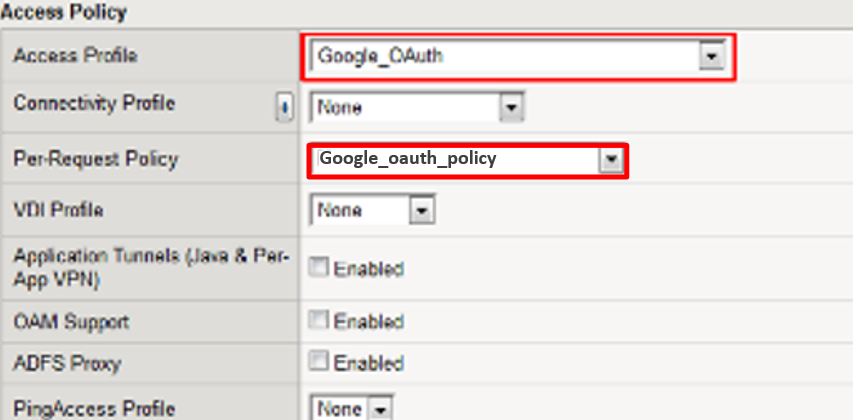 Access Policy
Access Profile Google_OAuth
Connectivity Profile + None
Per-Request Policy Google_oauth_policy
VDI Profile None
Application Tunnels (Java & Per-
App VPN) Enabled
OAM Support Enabled
ADFS Proxy Enabled
PingAccess Profile None